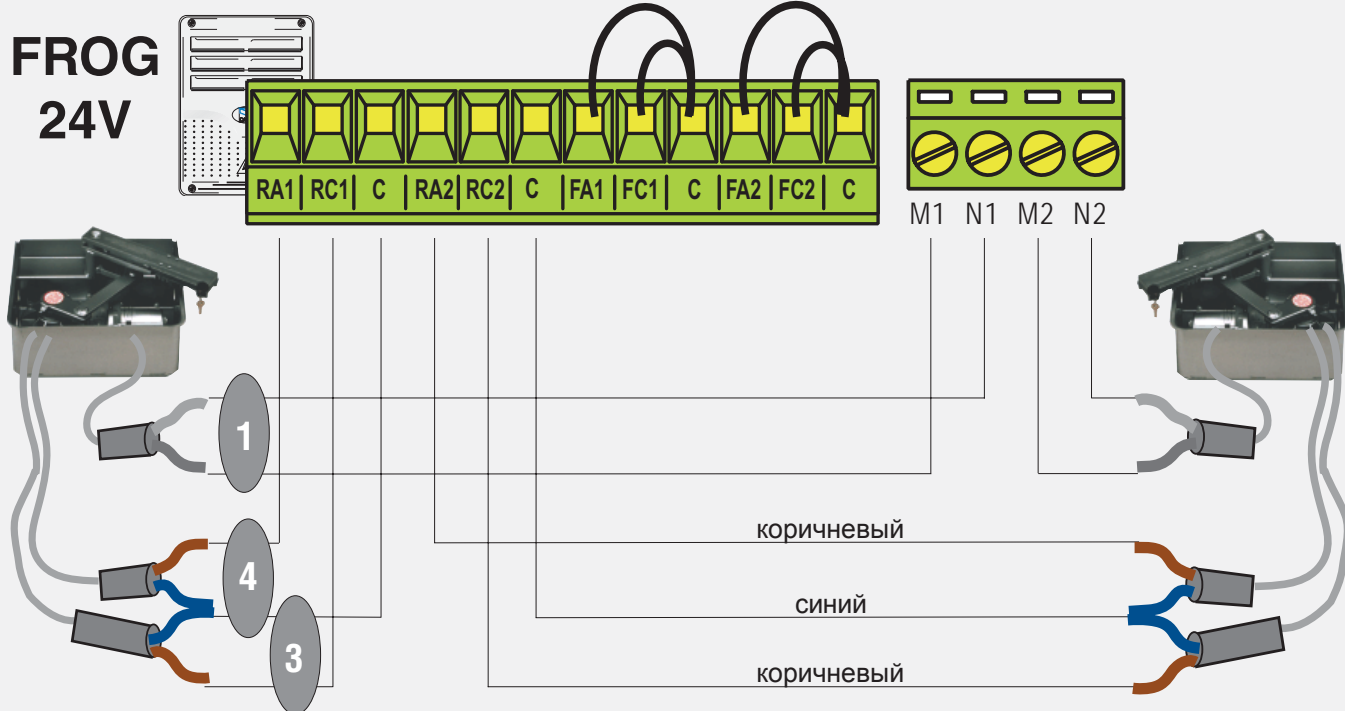 FROG
24V
RA1 RC1 C RA2 RC2 C FA1 FC1 C FA2 FC2 C
M1 N1 M2 N2
1
коричневый
4
синий
3
коричневый